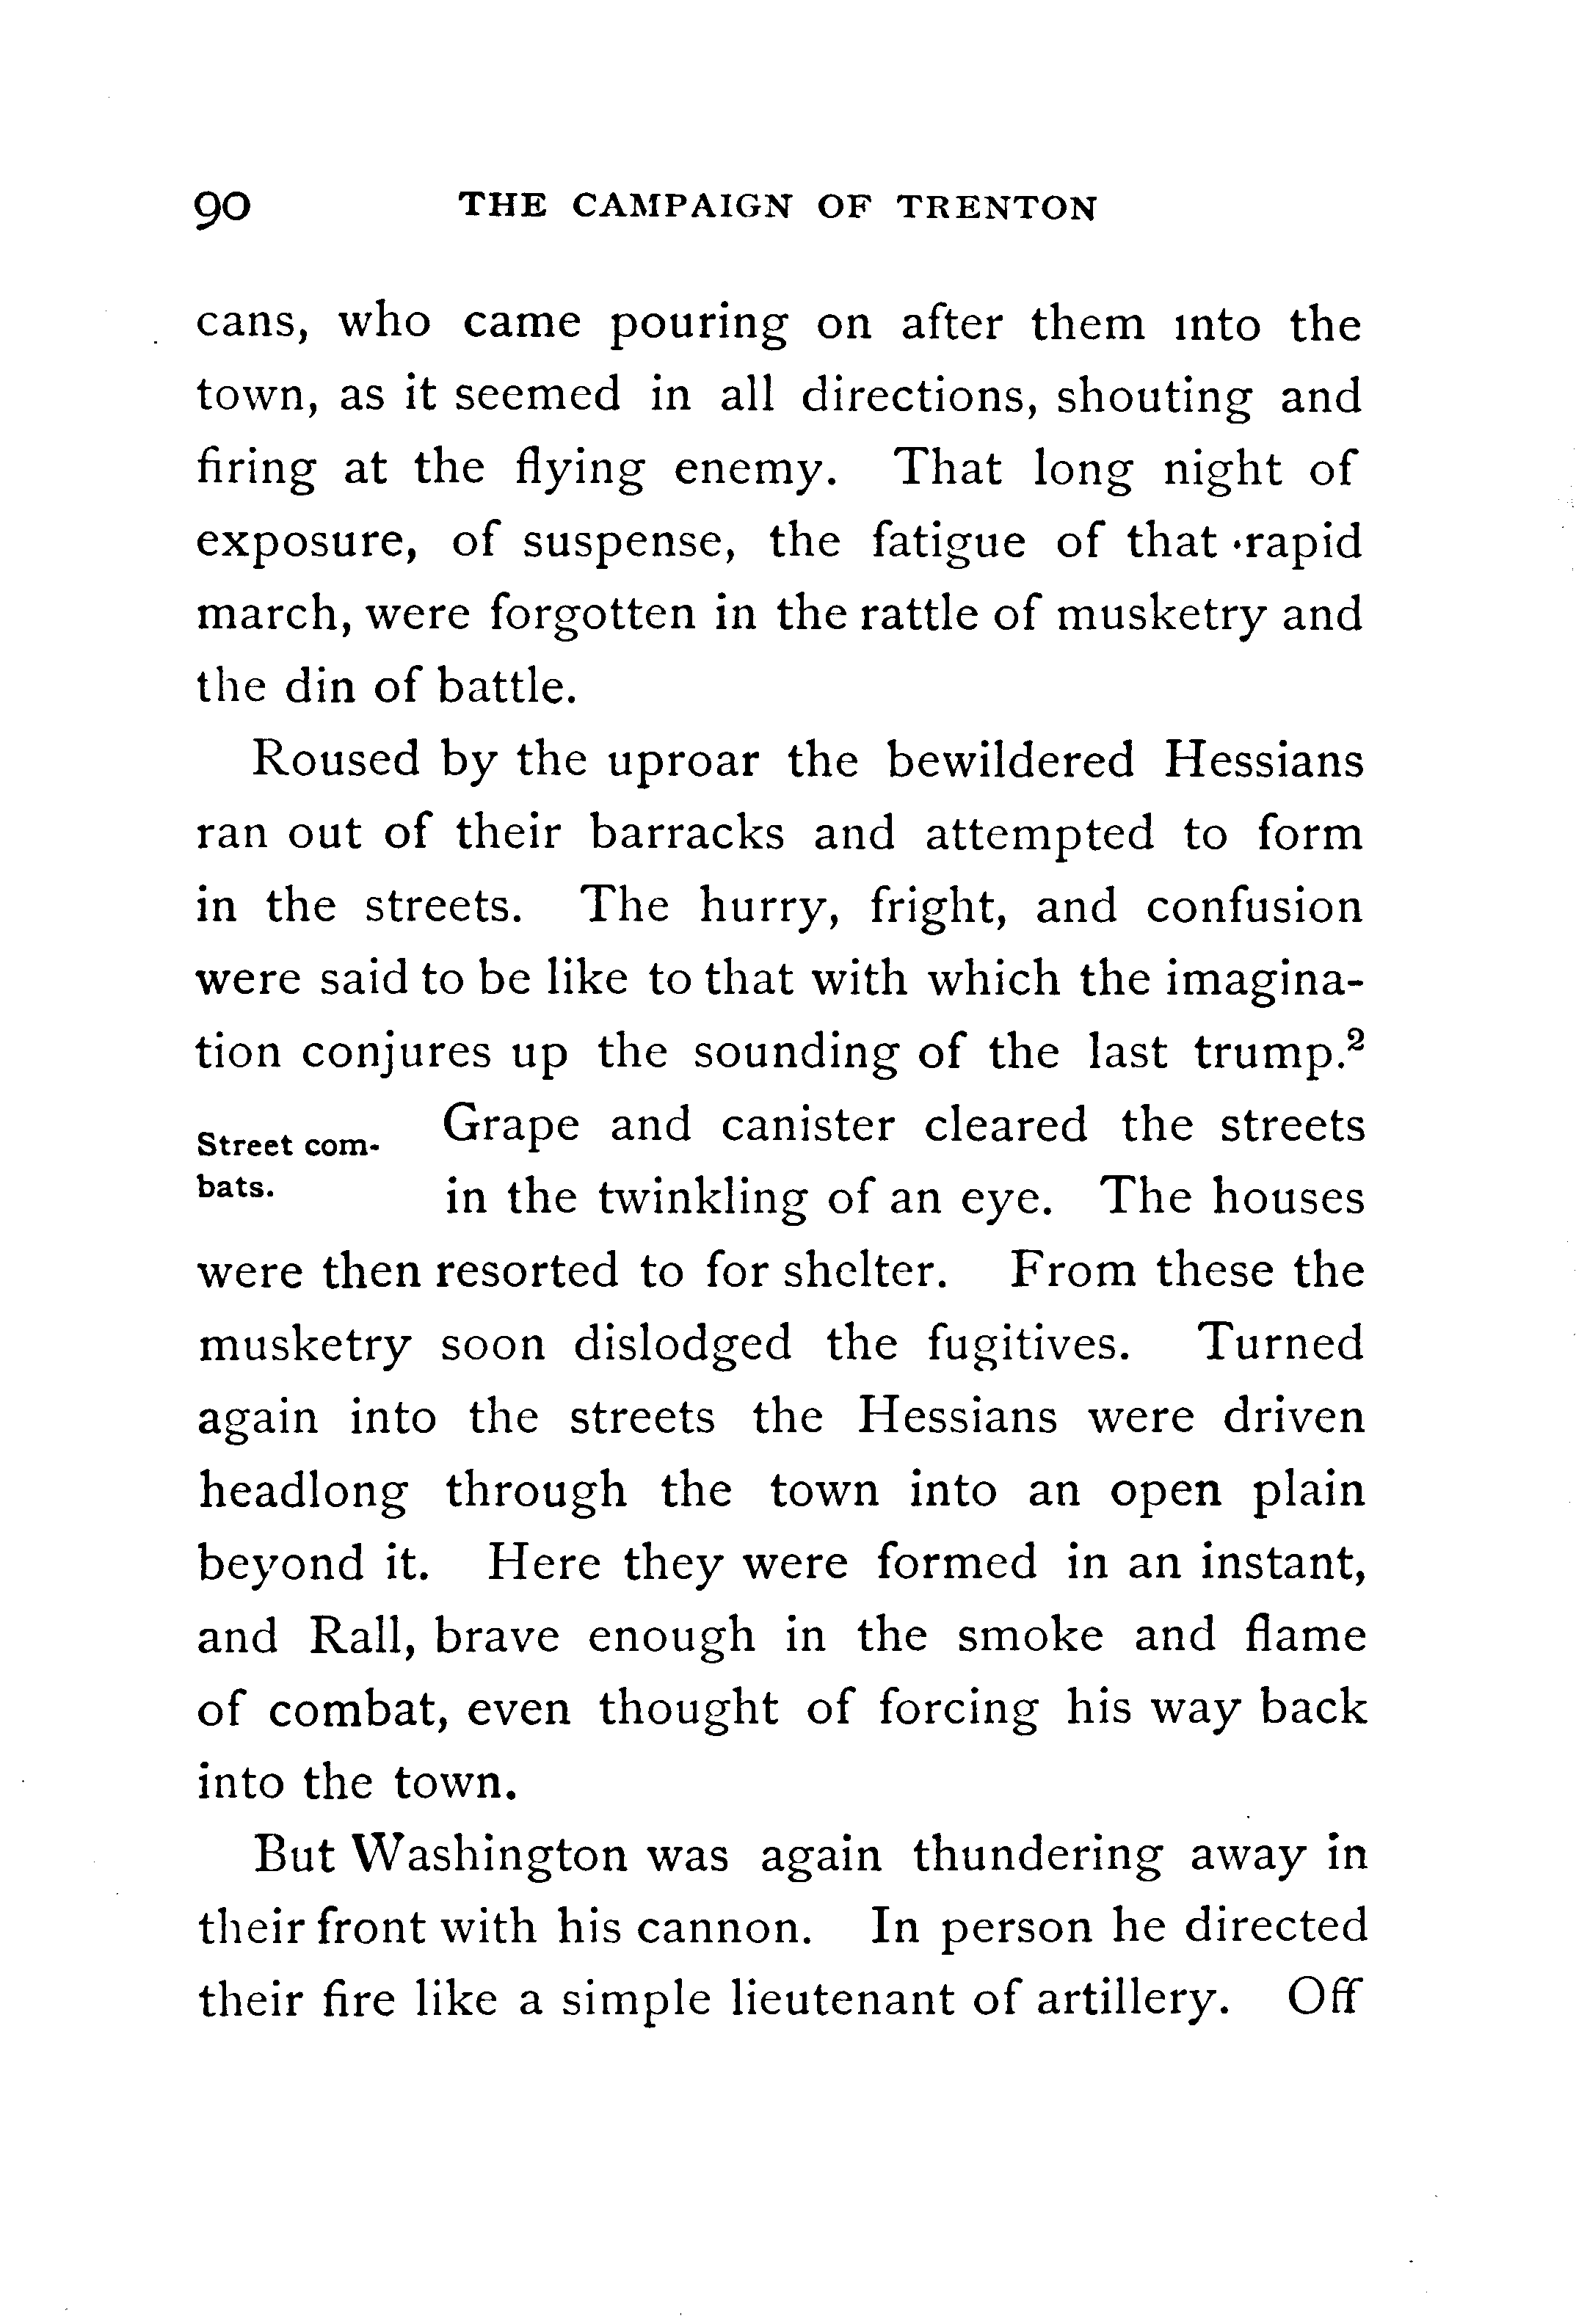 90 THE CAMPAIGN OF TRENTON
cans, who came pouring on after them into the
town, as it seemed in all directions, shouting and
firing at the flying enemy. That long night of
exposure, of suspense, the fatigue of that rapid
march, were forgotten in the rattle of musketry and
the din of battle.
Roused by the uproar the bewildered Hessians
ran out of their barracks and attempted to form
in the streets. The hurry, fright, and confusion
were said to be like to that with which the imagina-
tion conjures up the sounding of the last trump.²
Street com-
bats.
Grape and canister cleared the streets
in the twinkling of an eye. The houses
were then resorted to for shelter. From these the
musketry soon dislodged the fugitives. Turned
again into the streets the Hessians were driven
headlong through the town into an open plain
beyond it. Here they were formed in an instant,
and Rall, brave enough in the smoke and flame
of combat, even thought of forcing his way back
into the town.
But Washington was again thundering away in
their front with his cannon. In person he directed
their fire like a simple lieutenant of artillery. Off